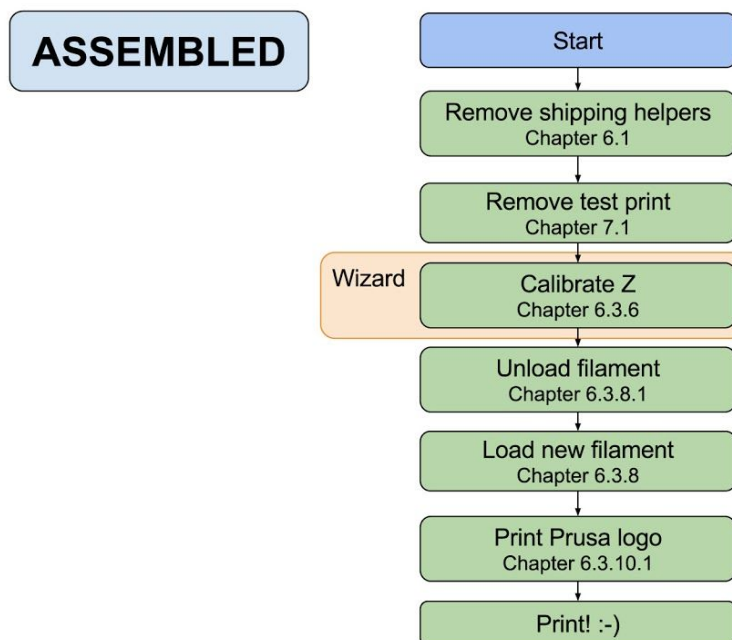 ASSEMBLED
Start
Remove shipping helpers
Chapter 6.1
Remove test print
Chapter 7.1
Wizard
Calibrate Z
Chapter 6.3.6
Unload filament
Chapter 6.3.8.1
Load new filament
Chapter 6.3.8
Print Prusa logo
Chapter 6.3.10.1
Print! :-)